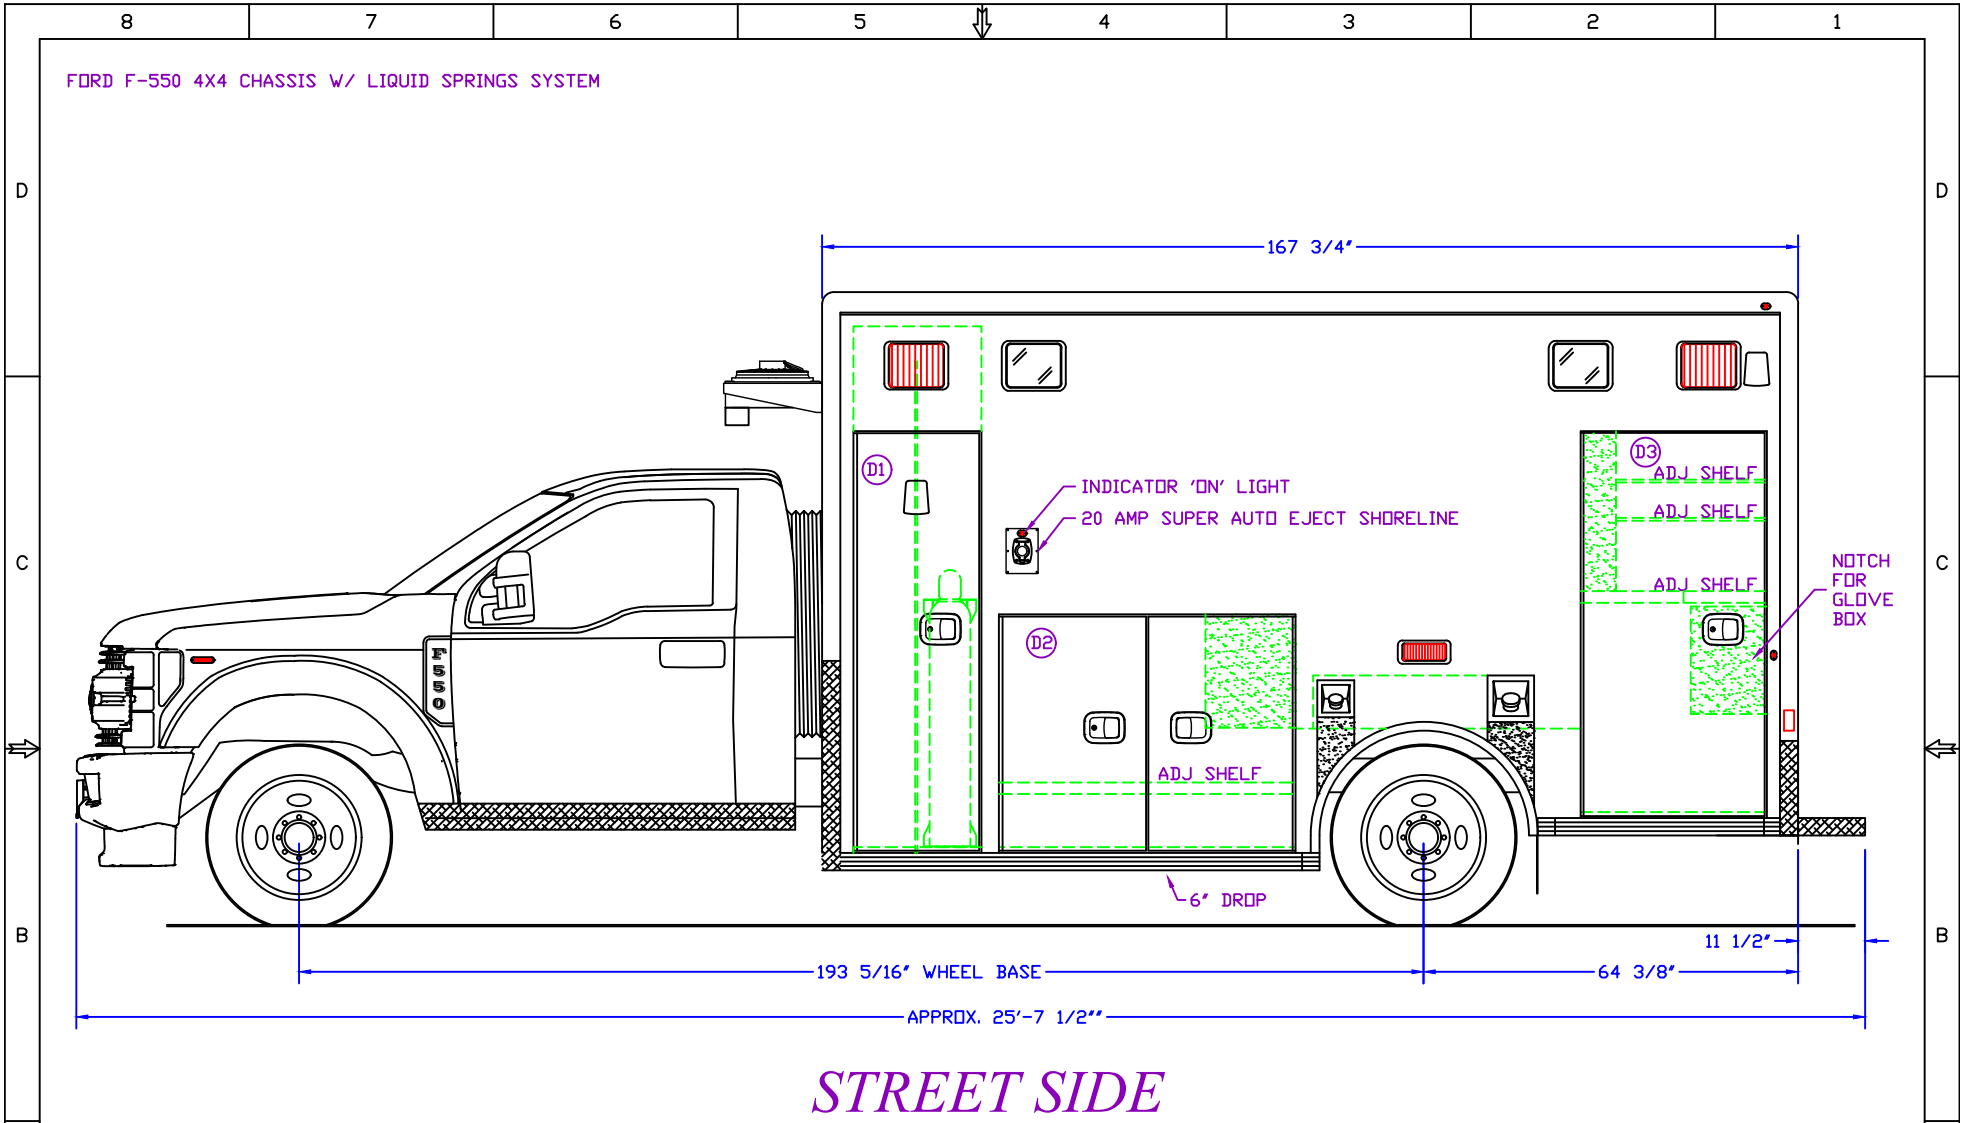 8 7 6 5 4 3 2 1
FORD F-550 4X4 CHASSIS W/ LIQUID SPRINGS SYSTEM
D D
167 3/4"
D1
D3
ADJ SHELF
INDICATOR 'ON' LIGHT
ADJ SHELF
20 AMP SUPER AUTO EJECT SHORELINE
C C
NOTCH
FOR
GLOVE
BOX
ADJ SHELF
D2
F550
ADJ SHELF
6" DROP
B B
11 1/2"
193 5/16" WHEEL BASE
64 3/8"
APPROX. 25'-7 1/2""
STREET SIDE